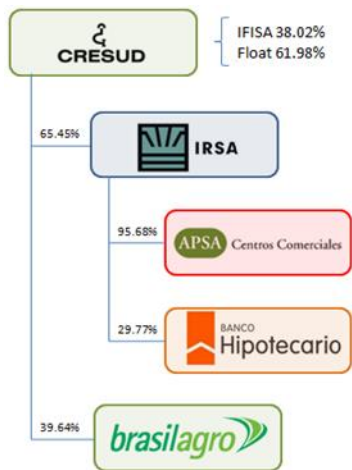 CRESUD
IFISA 38.02%
Float 61.98%
65.45%
IRSA
95.68%
APSA Centros Comerciales
29.77%
BANCO
Hipotecario
39.64%
brasilagro